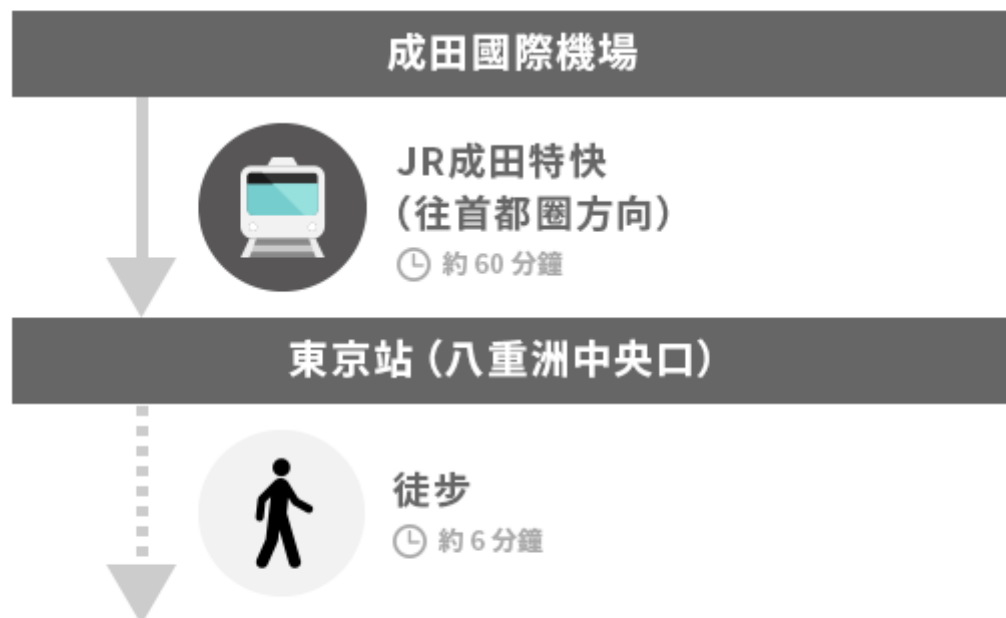 成田國際機場
JR成田特快
（往首都圈方向）
約 60 分鐘
東京站（八重洲中央口）
徒步
約 6 分鐘